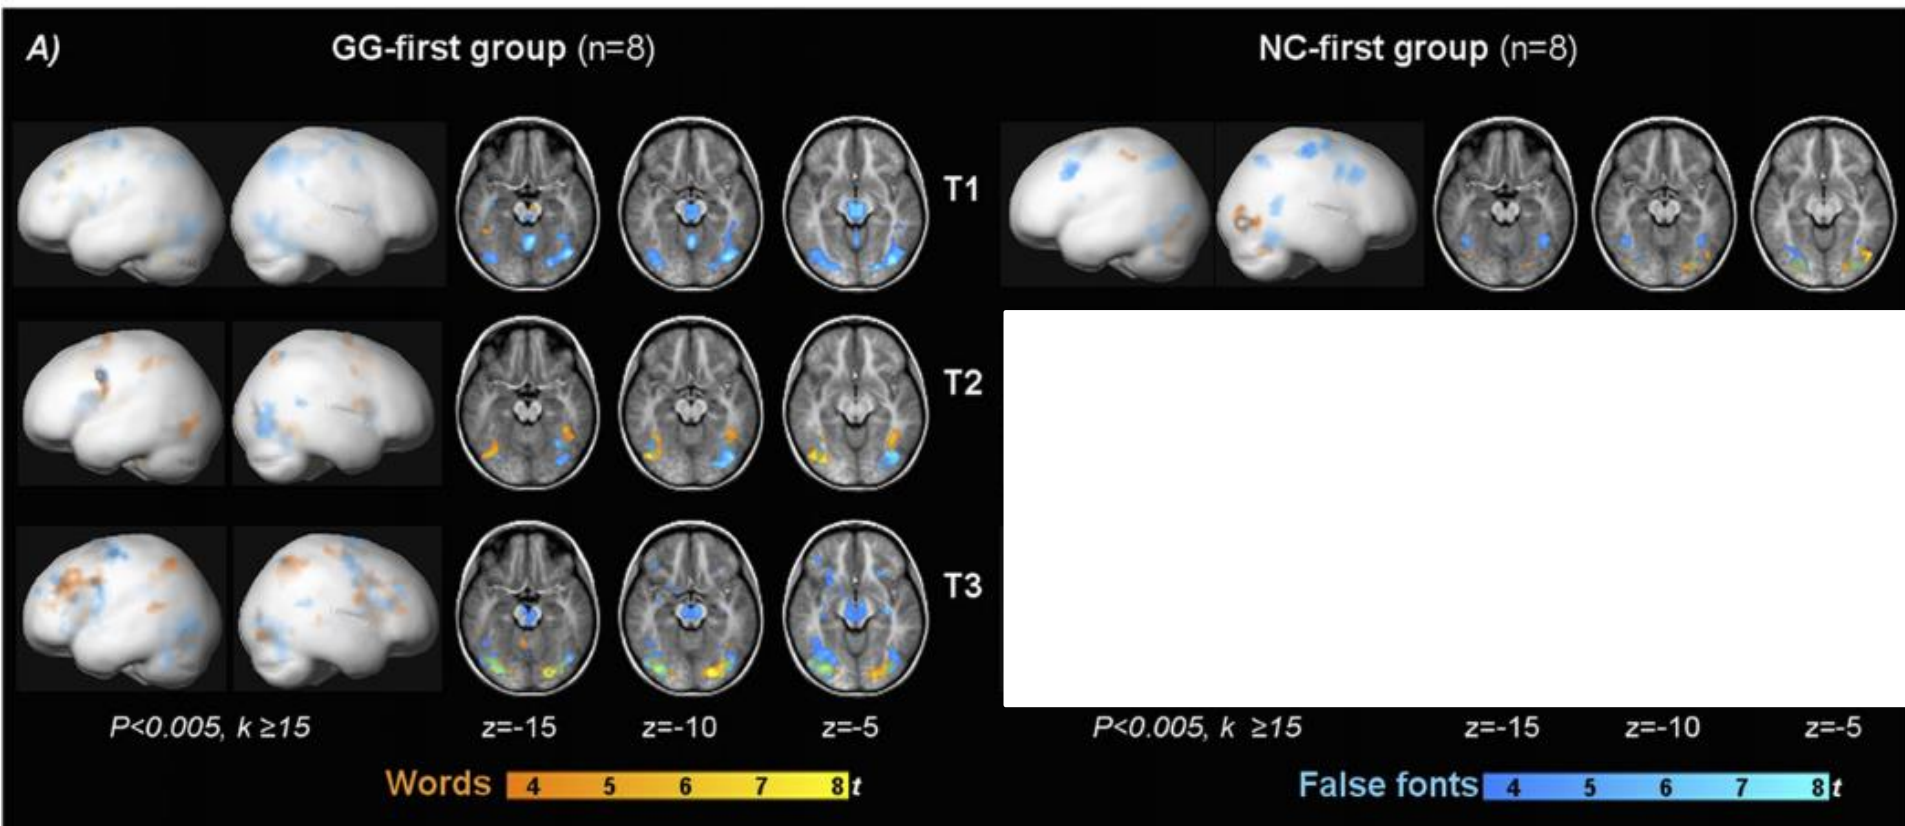 A) GG-first group (n=8) NC-first group (n=8)
T1
T2
T3
P<0.005, k ≥15 z=-15 z=-10 z=-5 P<0.005, k ≥15 z=-15 z=-10 z=-5
Words 4 5 6 7 8 t False fonts 4 5 6 7 8 t